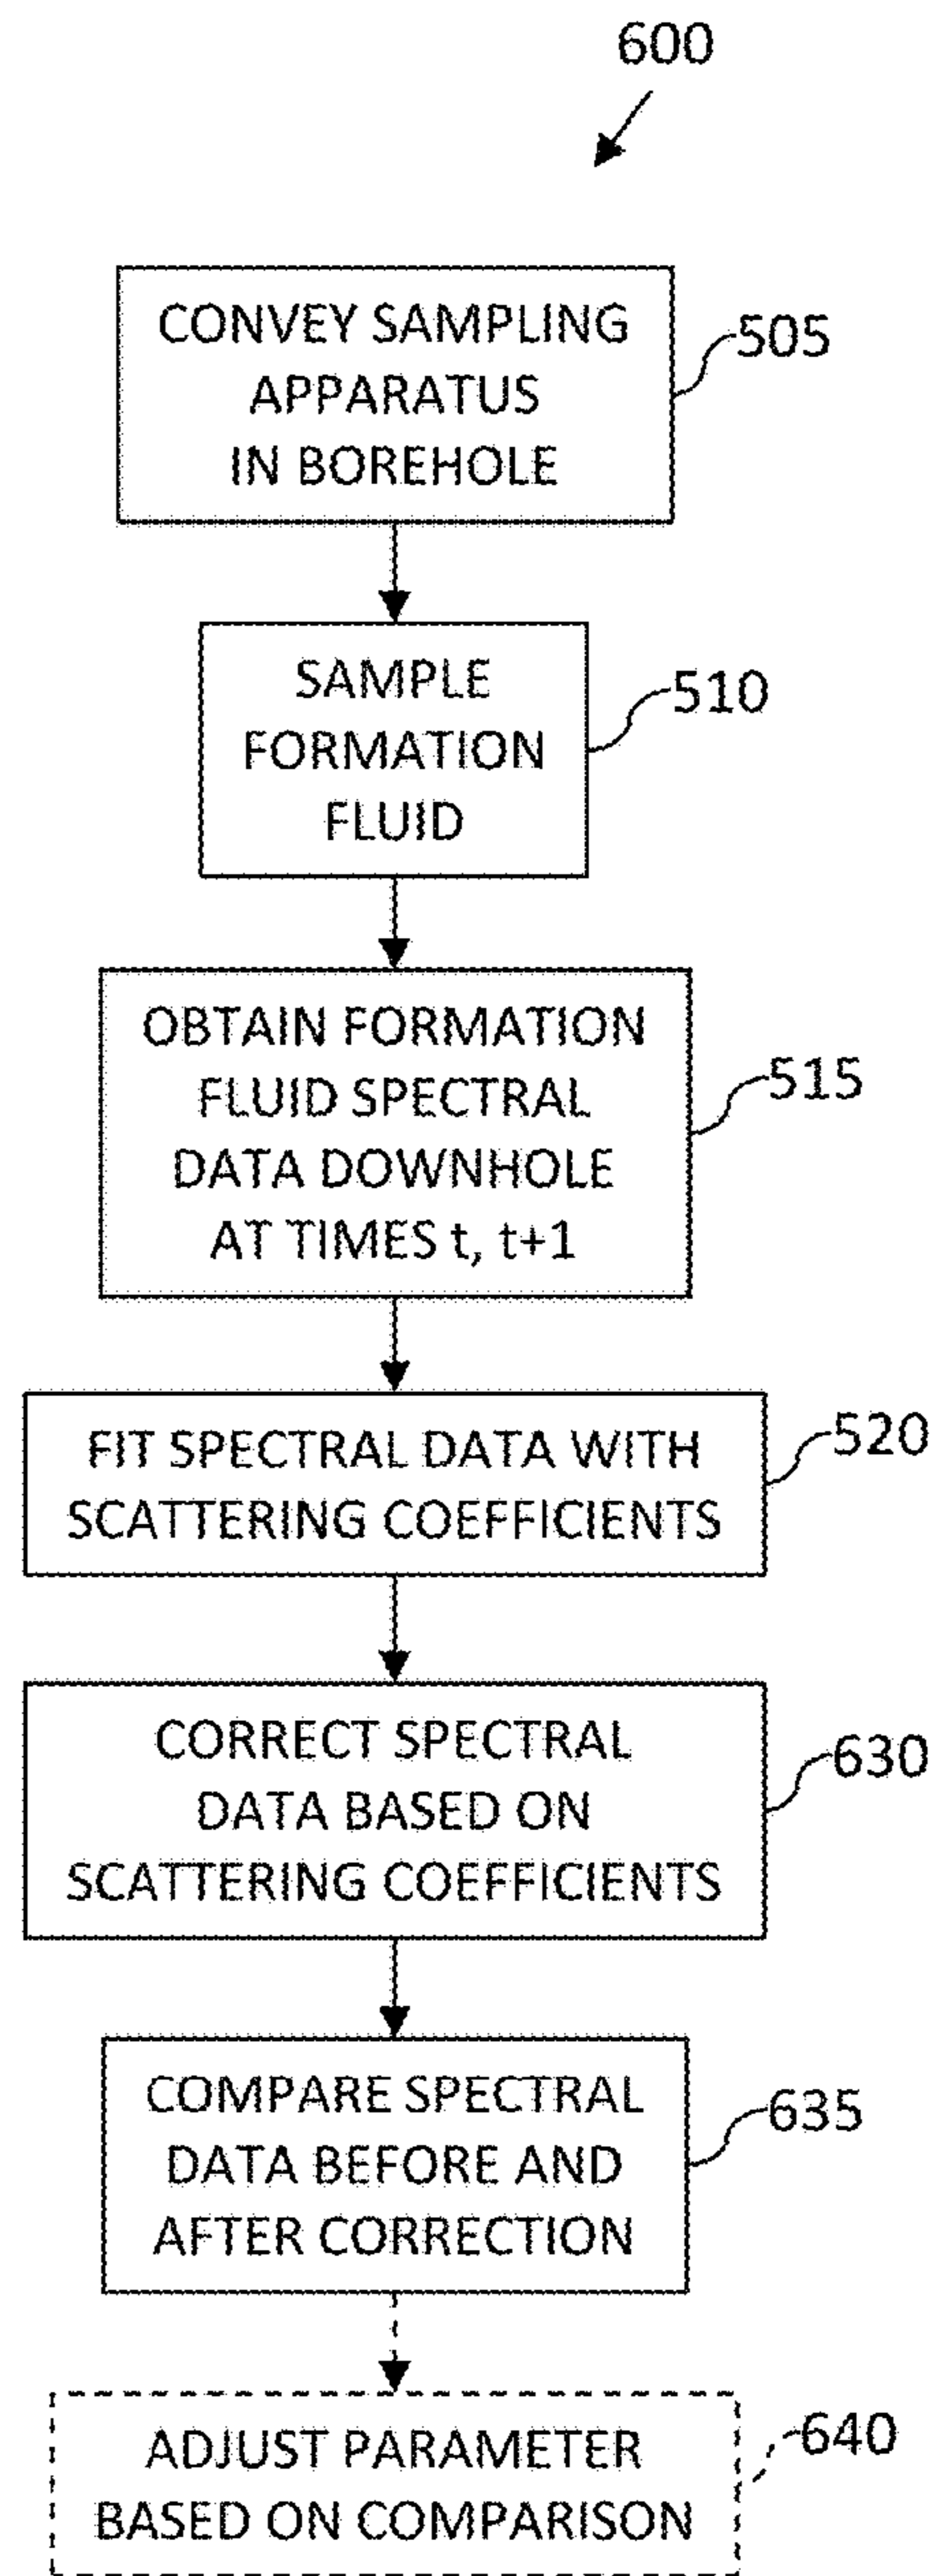 600
CONVEY SAMPLING
APPARATUS
IN BOREHOLE
505
SAMPLE
FORMATION
FLUID
510
OBTAIN FORMATION
FLUID SPECTRAL
DATA DOWNHOLE
AT TIMES t, t+1
515
FIT SPECTRAL DATA WITH
SCATTERING COEFFICIENTS
520
CORRECT SPECTRAL
DATA BASED ON
SCATTERING COEFFICIENTS
630
COMPARE SPECTRAL
DATA BEFORE AND
AFTER CORRECTION
635
ADJUST PARAMETER
BASED ON COMPARISON
640